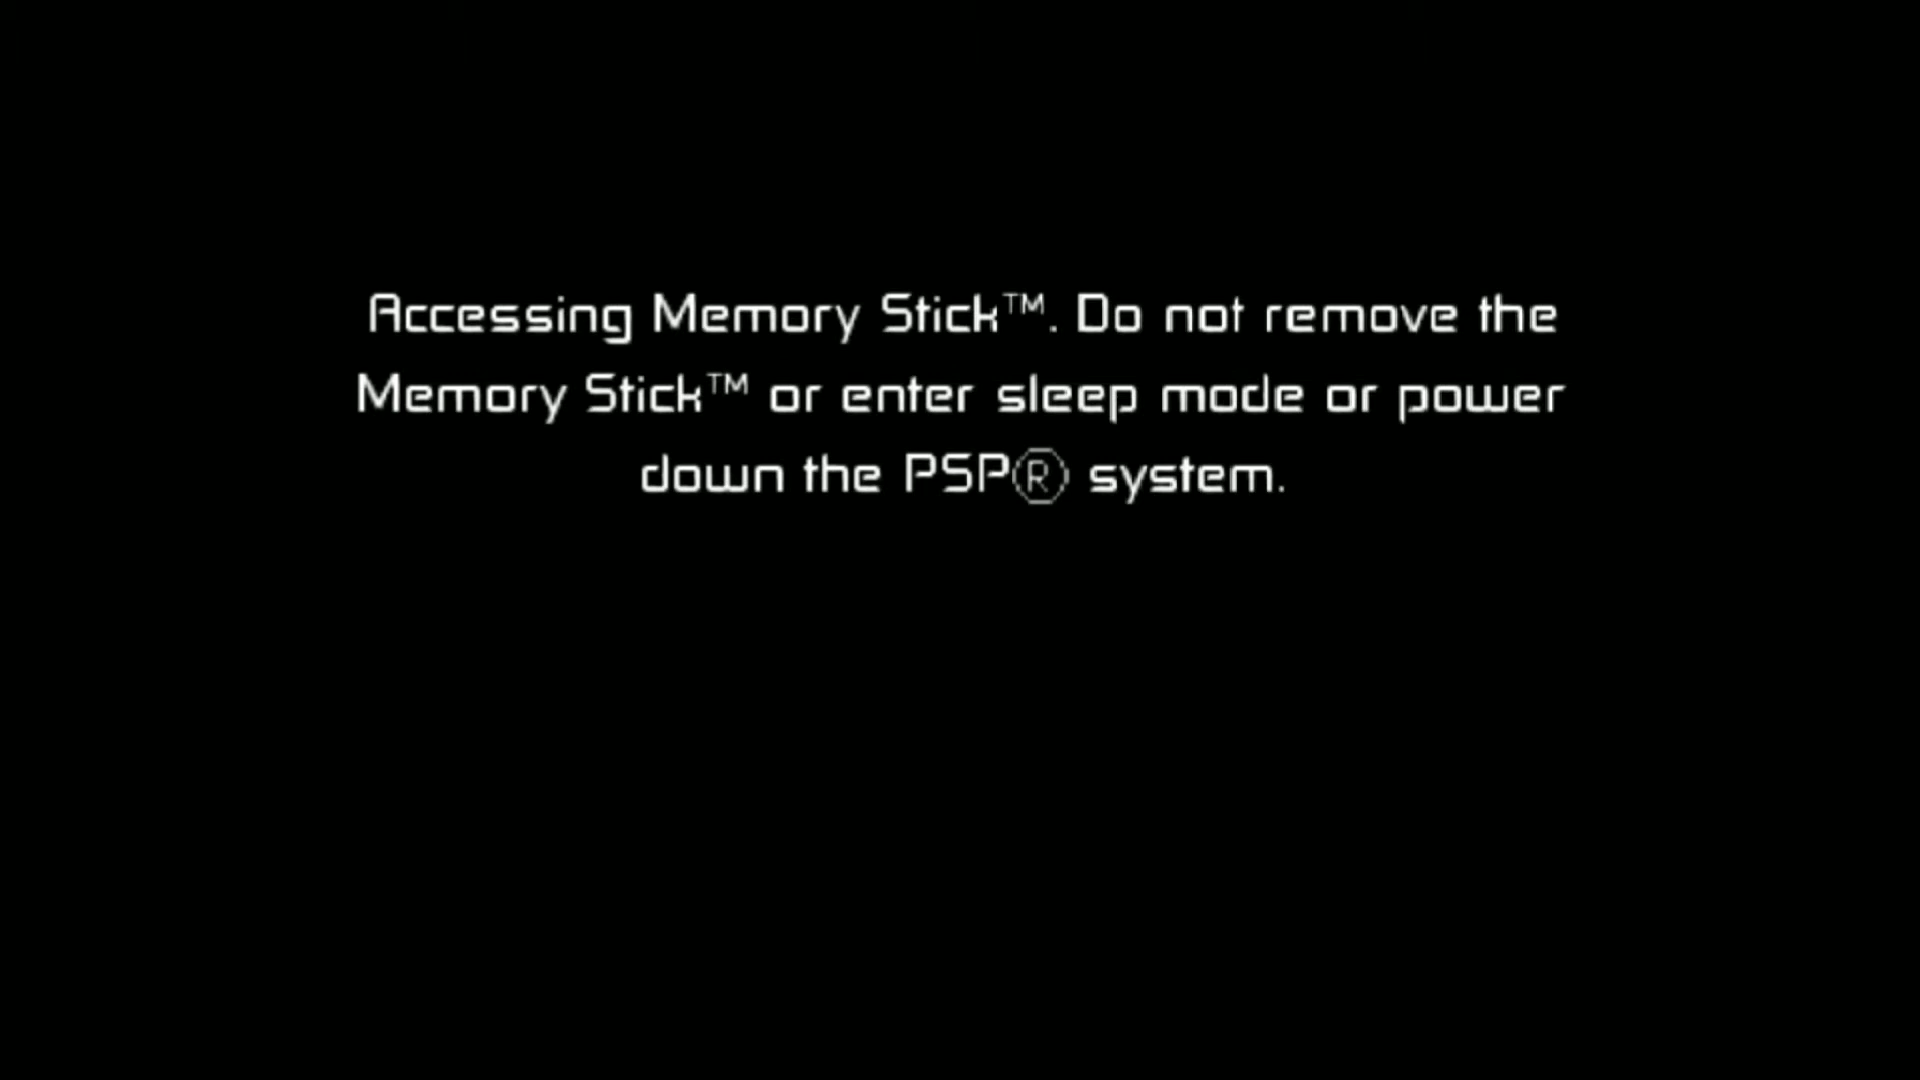 Accessing Memory Stick™. Do not remove the
Memory Stick™ or enter sleep mode or power
down the PSP® system.